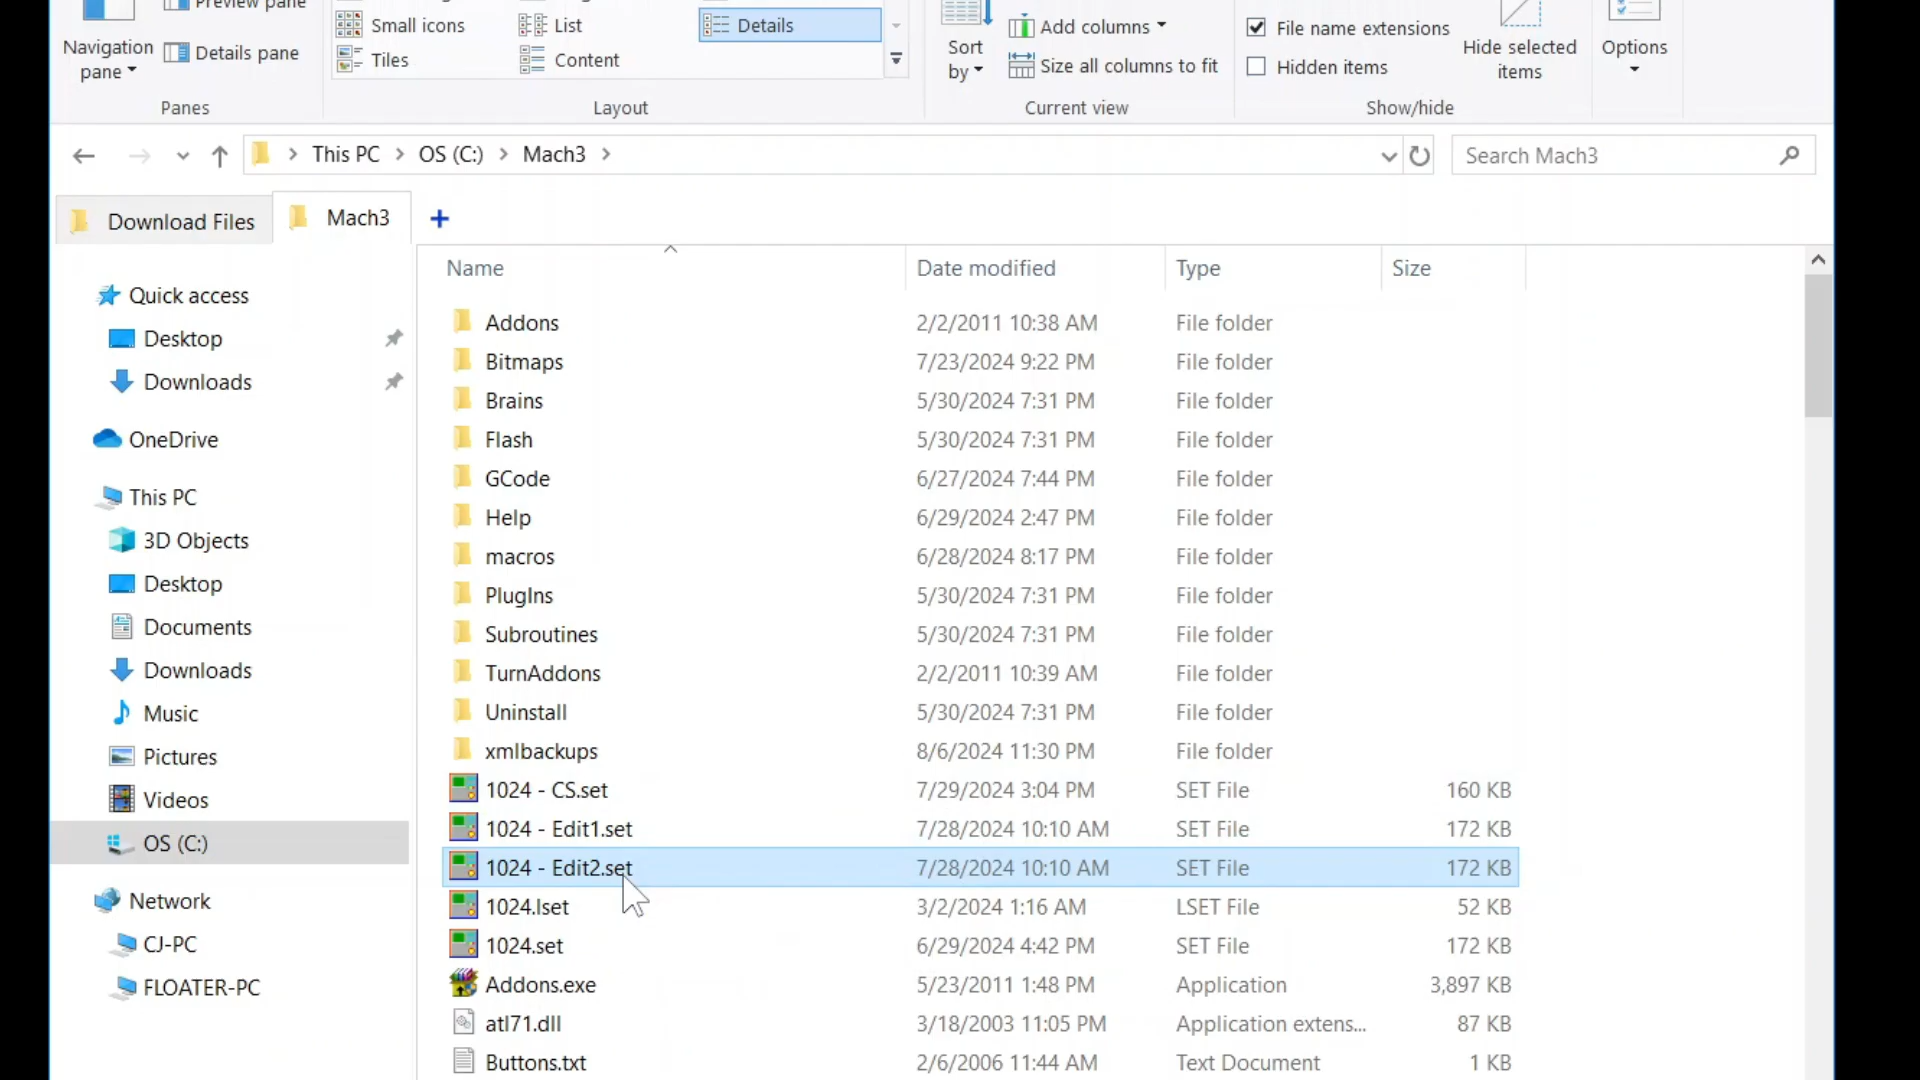 Preview pane
Navigation pane
Details pane
Panes
Small icons
List
Details
Tiles
Content
Layout
Sort by
Add columns
Size all columns to fit
Current view
File name extensions
Hidden items
Hide selected items
Show/hide
Options
This PC > OS (C:) > Mach3 >
Search Mach3
Download Files
Mach3
Quick access
Desktop
Downloads
OneDrive
This PC
3D Objects
Desktop
Documents
Downloads
Music
Pictures
Videos
OS (C:)
Network
CJ-PC
FLOATER-PC
Name Date modified Type Size
Addons 2/2/2011 10:38 AM File folder
Bitmaps 7/23/2024 9:22 PM File folder
Brains 5/30/2024 7:31 PM File folder
Flash 5/30/2024 7:31 PM File folder
GCode 6/27/2024 7:44 PM File folder
Help 6/29/2024 2:47 PM File folder
macros 6/28/2024 8:17 PM File folder
PlugIns 5/30/2024 7:31 PM File folder
Subroutines 5/30/2024 7:31 PM File folder
TurnAddons 2/2/2011 10:39 AM File folder
Uninstall 5/30/2024 7:31 PM File folder
xmlbackups 8/6/2024 11:30 PM File folder
1024 - CS.set 7/29/2024 3:04 PM SET File 160 KB
1024 - Edit1.set 7/28/2024 10:10 AM SET File 172 KB
1024 - Edit2.set 7/28/2024 10:10 AM SET File 172 KB
1024.lset 3/2/2024 1:16 AM LSET File 52 KB
1024.set 6/29/2024 4:42 PM SET File 172 KB
Addons.exe 5/23/2011 1:48 PM Application 3,897 KB
atl71.dll 3/18/2003 11:05 PM Application extens... 87 KB
Buttons.txt 2/6/2006 11:44 AM Text Document 1 KB